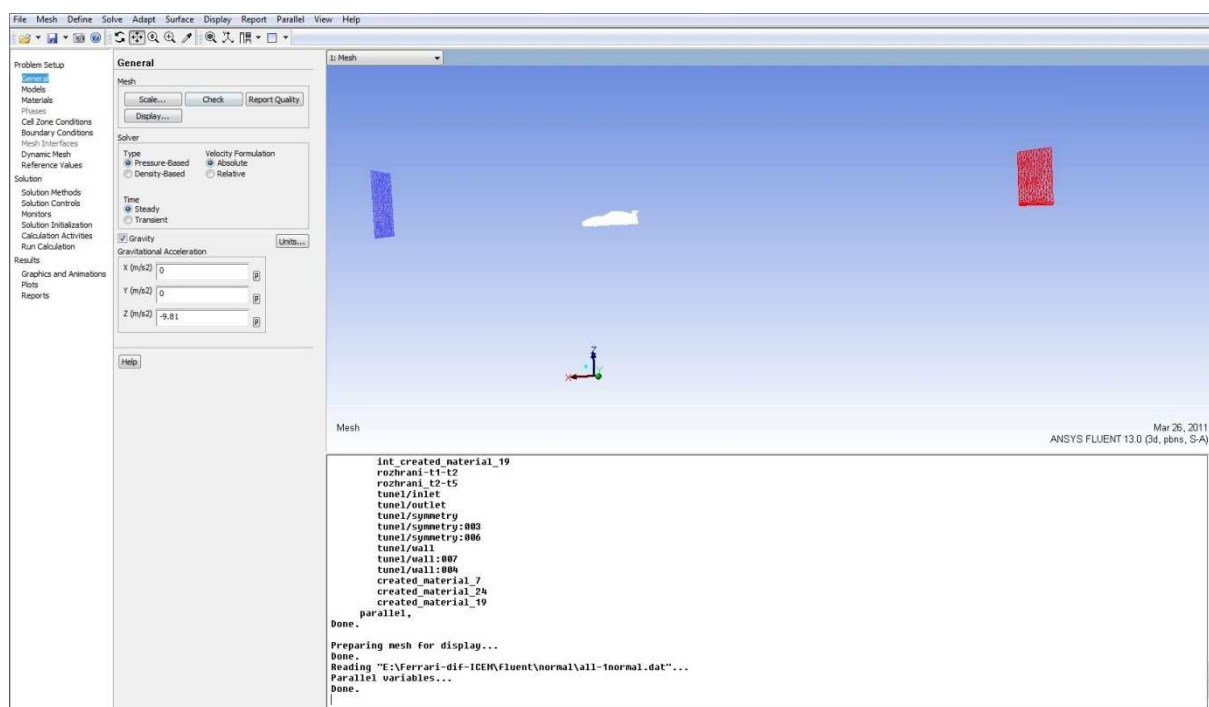 File Mesh Define Solve Adapt Surface Display Report Parallel View Help
Problem Setup
General
Models
Materials
Phases
Cell Zone Conditions
Boundary Conditions
Mesh Interfaces
Dynamic Mesh
Reference Values
Solution
Solution Methods
Solution Controls
Monitors
Solution Initialization
Calculation Activities
Run Calculation
Results
Graphics and Animations
Plots
Reports
General
Mesh
Scale... Check Report Quality
Display...
Solver
Type Velocity Formulation
Pressure-Based Absolute
Density-Based Relative
Time
Steady
Transient
Gravity Units...
Gravitational Acceleration
X (m/s2) 0 P
Y (m/s2) 0 P
Z (m/s2) -9.81 P
Help
1: Mesh
Z
X Y
Mesh Mar 26, 2011
ANSYS FLUENT 13.0 (3d, pbns, S-A)
int_created_material_19
rozhrani-t1-t2
rozhrani_t2-t5
tunel/inlet
tunel/outlet
tunel/symmetry
tunel/symmetry:003
tunel/symmetry:006
tunel/wall
tunel/wall:007
tunel/wall:004
created_material_7
created_material_24
created_material_19
parallel,
Done.
Preparing mesh for display...
Done.
Reading "E:\Ferrari-dif-ICEM\fluent\normal\all-1normal.dat"...
Parallel variables...
Done.